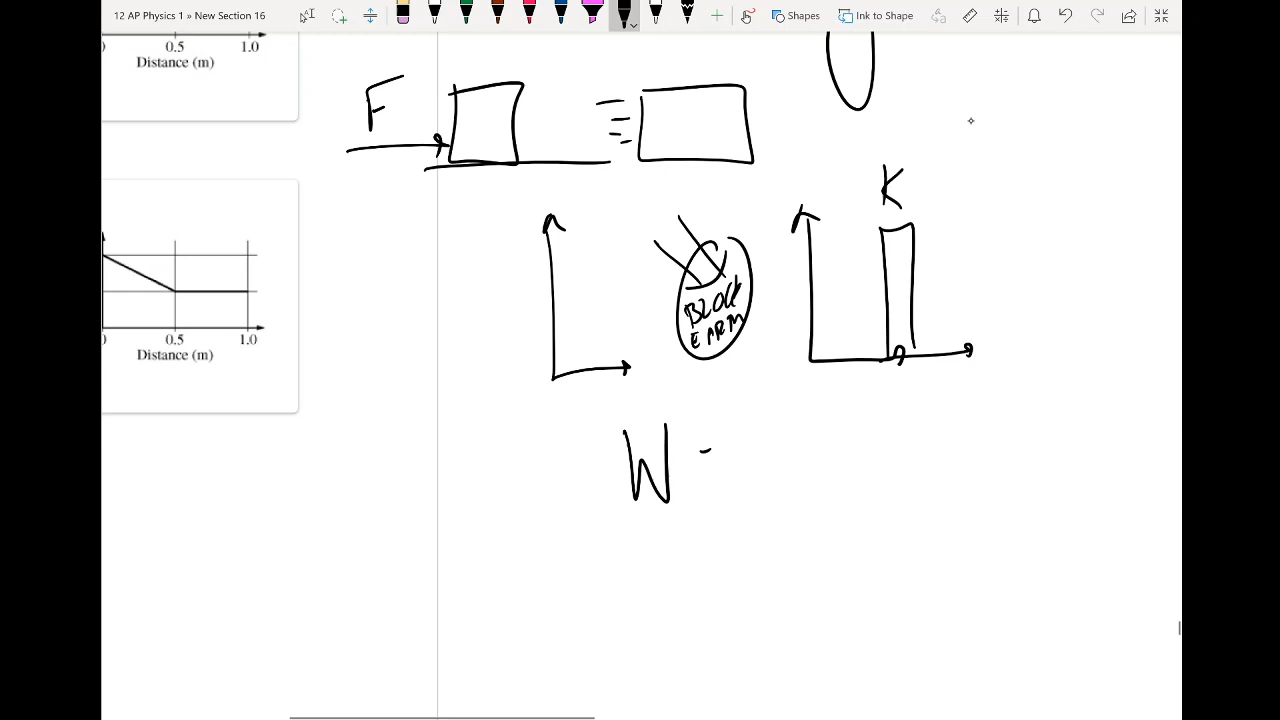 12 AP Physics 1 » New Section 16
Shapes
Ink to Shape
0.5 1.0
Distance (m)
F
K
BLOCK
EARTH
0.5 1.0
Distance (m)
W -